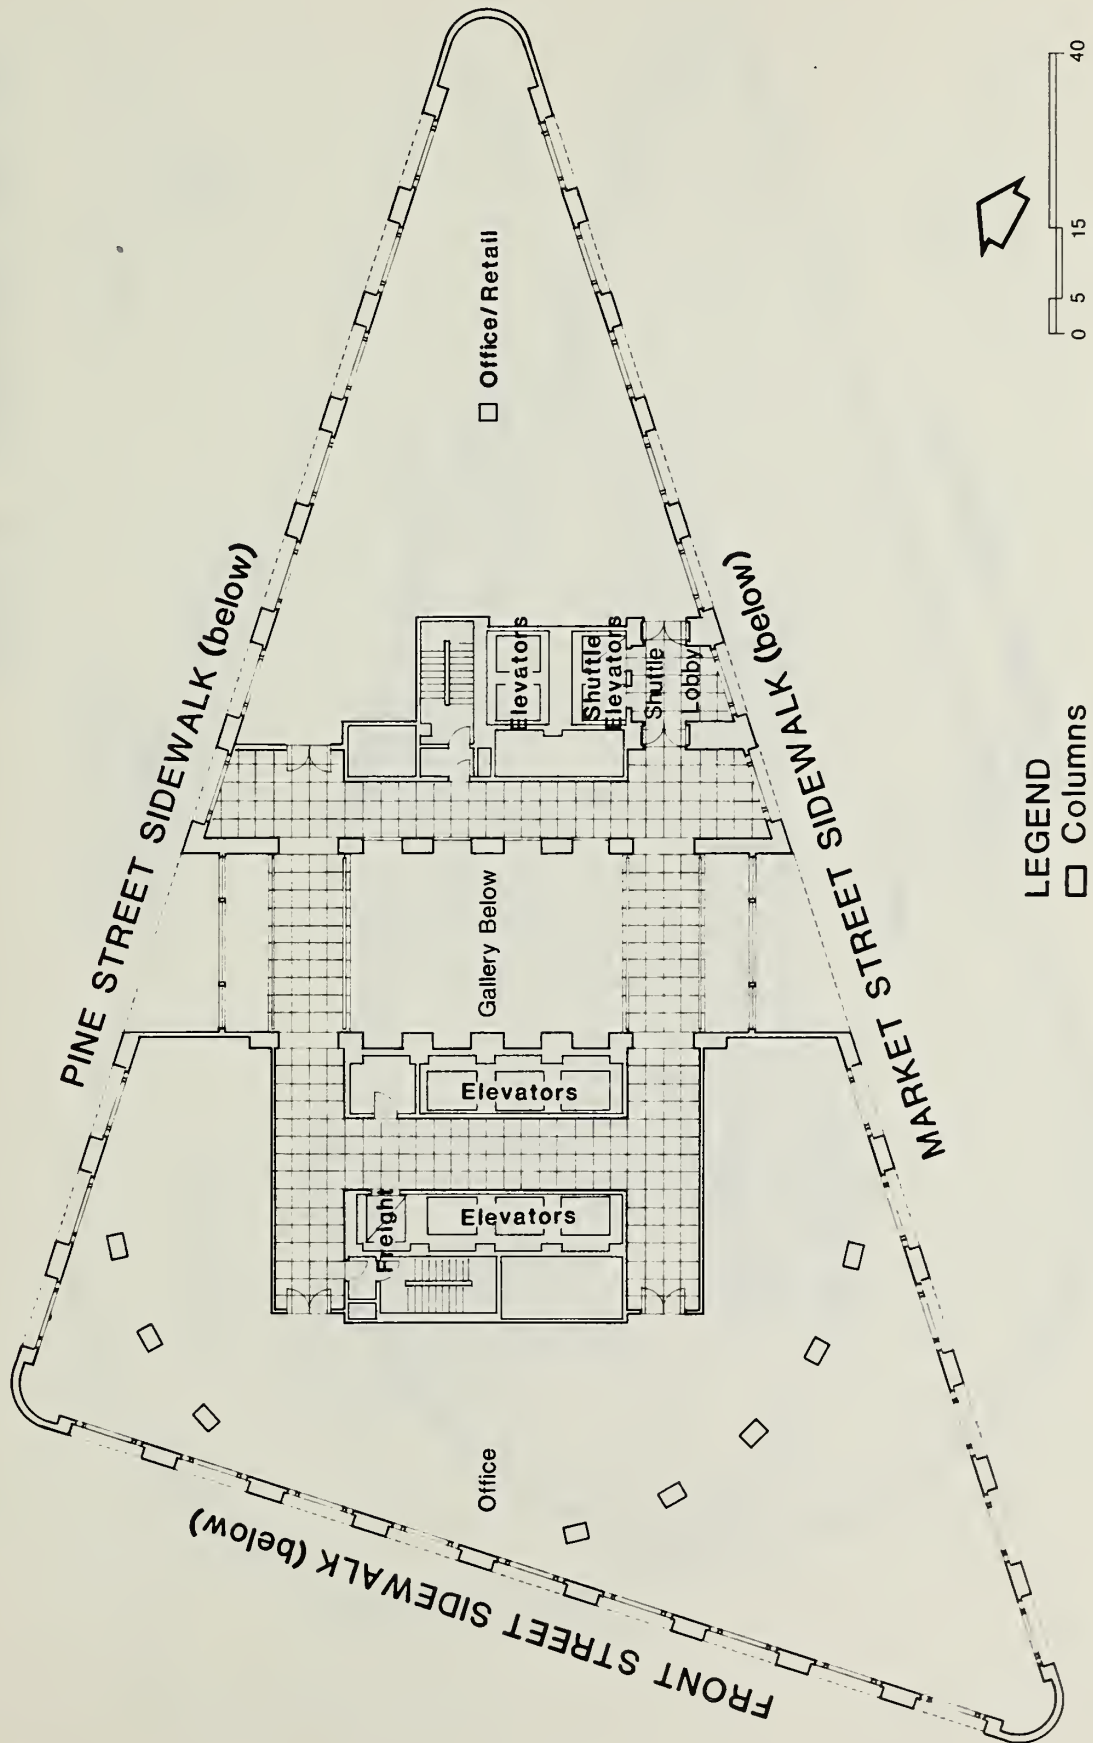 PINE STREET SIDEWALK (below)
Office/Retail
Elevators
Shuttle
Elevators
Shuttle
Lobby
Gallery Below
Elevators
Elevators
Freight
Office
FRONT STREET SIDEWALK (below)
MARKET STREET SIDEWALK (below)
LEGEND
Columns
0 5 15 40